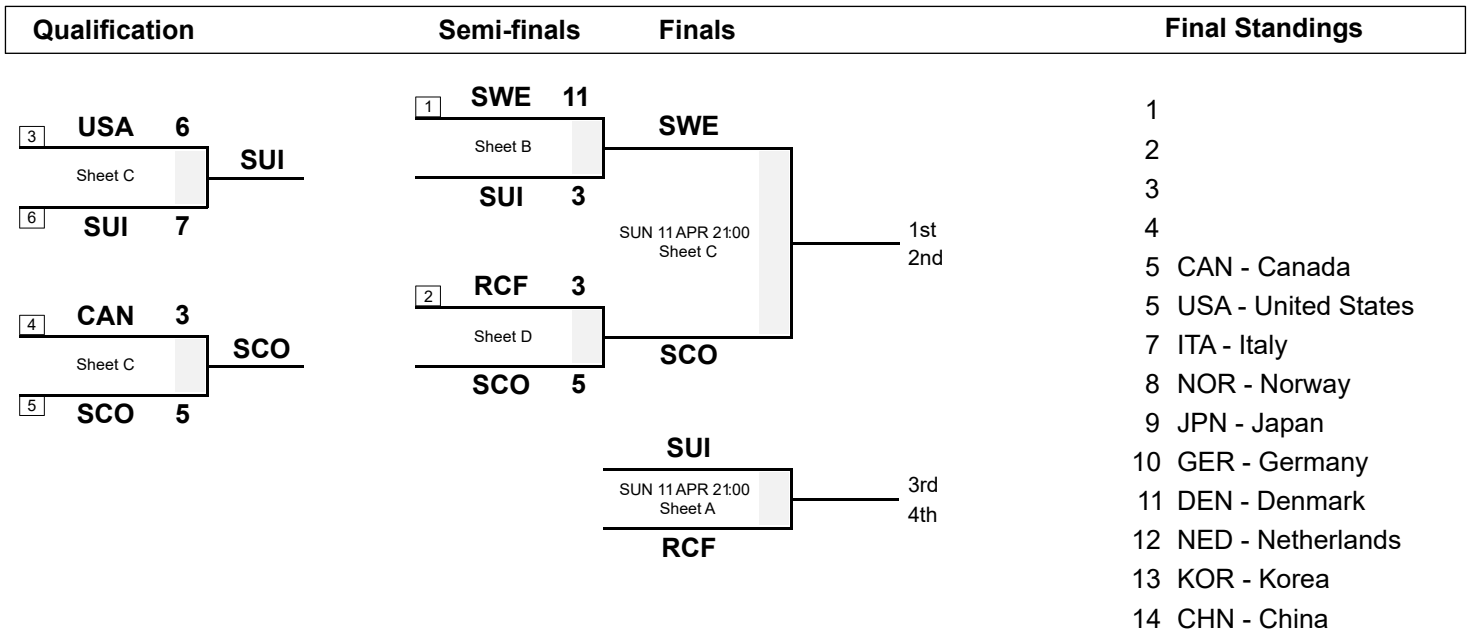 Qualification Semi-finals Finals Final Standings
3 USA 6
Sheet C
SUI
6 SUI 7
4 CAN 3
Sheet C
SCO
5 SCO 5
1 SWE 11
Sheet B
SUI 3
2 RCF 3
Sheet D
SCO 5
SWE
SUN 11 APR 21:00
Sheet C
SCO
1st
2nd
SUI
SUN 11 APR 21:00
Sheet A
RCF
3rd
4th
1
2
3
4
5 CAN - Canada
5 USA - United States
7 ITA - Italy
8 NOR - Norway
9 JPN - Japan
10 GER - Germany
11 DEN - Denmark
12 NED - Netherlands
13 KOR - Korea
14 CHN - China